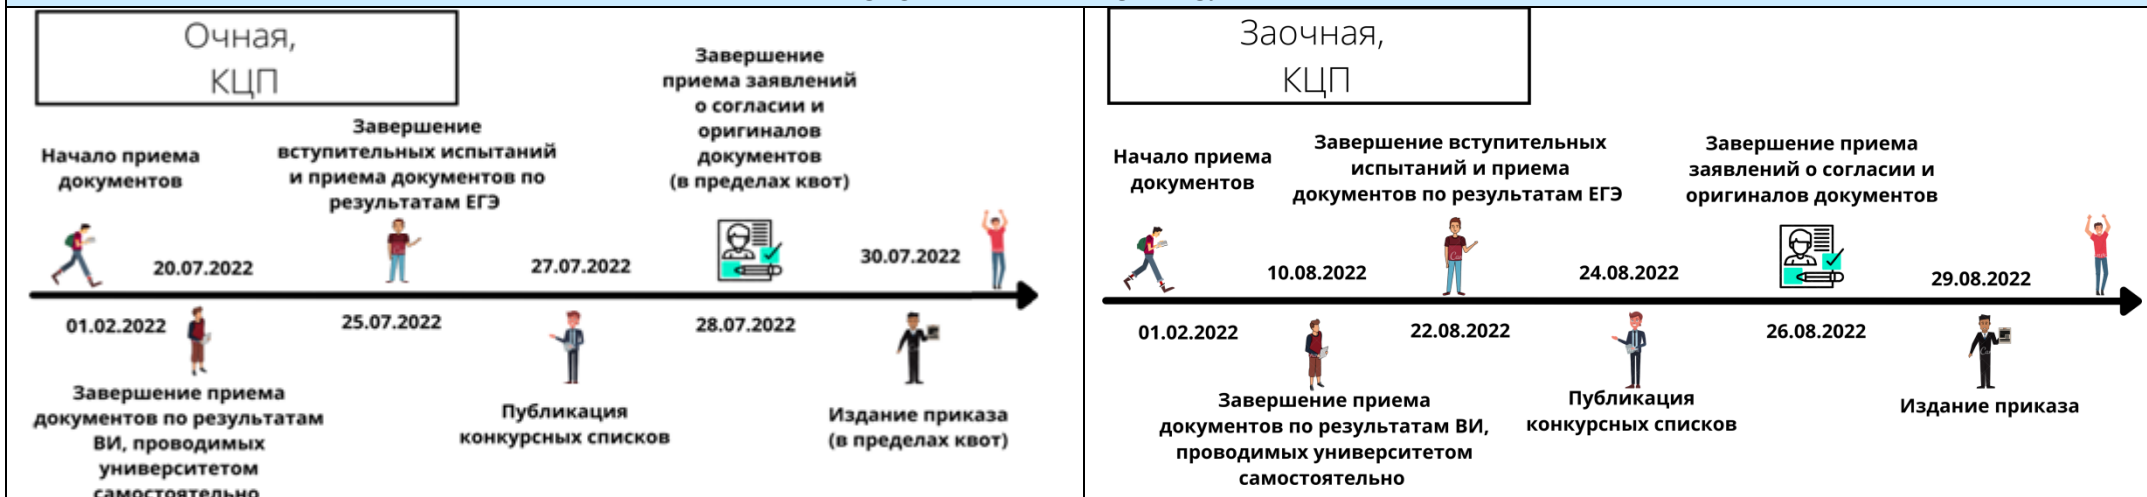 Очная,
КЦП
Начало приема
документов
01.02.2022
20.07.2022
Завершение приема
документов по результатам
ВИ, проводимых
университетом
самостоятельно
Завершение
вступительных испытаний
и приема документов по
результатам ЕГЭ
25.07.2022
27.07.2022
Публикация
конкурсных списков
Завершение
приема заявлений
о согласии и
оригиналов
документов
(в пределах квот)
28.07.2022
30.07.2022
Издание приказа
(в пределах квот)
Заочная,
КЦП
Начало приема
документов
01.02.2022
10.08.2022
Завершение приема
документов по результатам ВИ,
проводимых университетом
самостоятельно
Завершение вступительных
испытаний и приема
документов по результатам ЕГЭ
22.08.2022
24.08.2022
Публикация
конкурсных списков
Завершение приема
заявлений о согласии и
оригиналов документов
26.08.2022
29.08.2022
Издание приказа